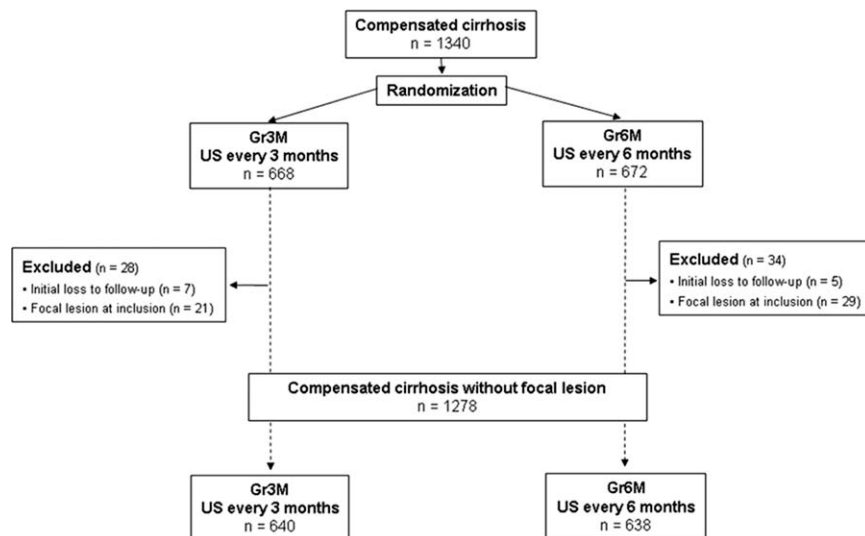 Compensated cirrhosis
n = 1340
Randomization
Gr3M
US every 3 months
n = 668
Gr6M
US every 6 months
n = 672
Excluded (n = 28)
• Initial loss to follow-up (n = 7)
• Focal lesion at inclusion (n = 21)
Excluded (n = 34)
• Initial loss to follow-up (n = 5)
• Focal lesion at inclusion (n = 29)
Compensated cirrhosis without focal lesion
n = 1278
Gr3M
US every 3 months
n = 640
Gr6M
US every 6 months
n = 638